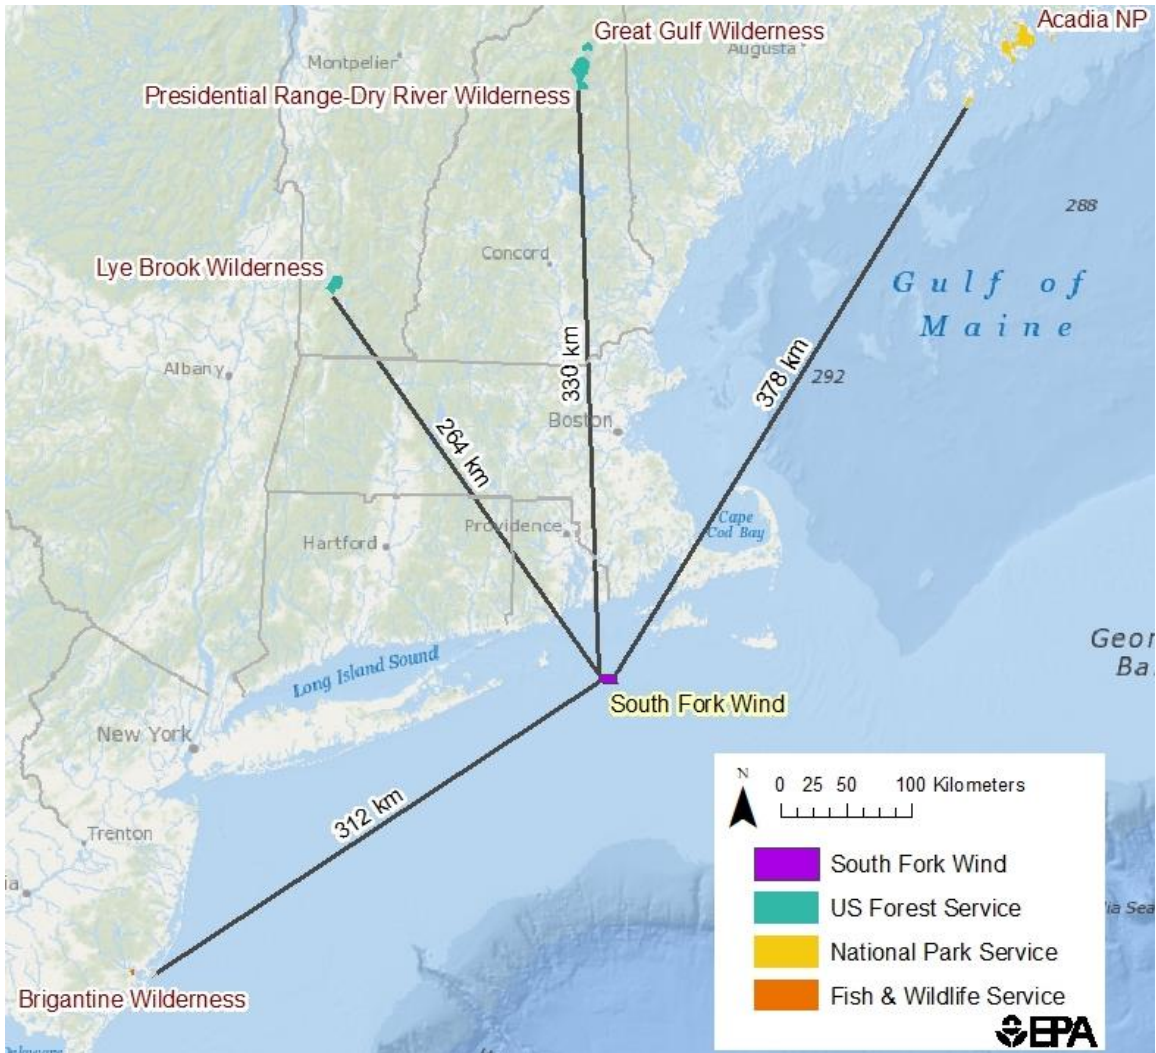 Great Gulf Wilderness
Acadia NP
Augusta
Montpelier
Presidential Range-Dry River Wilderness
288
Concord
Lye Brook Wilderness
Gulf of
Maine
330 km
378 km
292
Albany
Boston
264 km
Cape
Cod Bay
Providence
Hartford
Long Island Sound
South Fork Wind
New York
312 km
Trenton
Brigantine Wilderness
N
0 25 50 100 Kilometers
South Fork Wind
US Forest Service
National Park Service
Fish & Wildlife Service
EPA